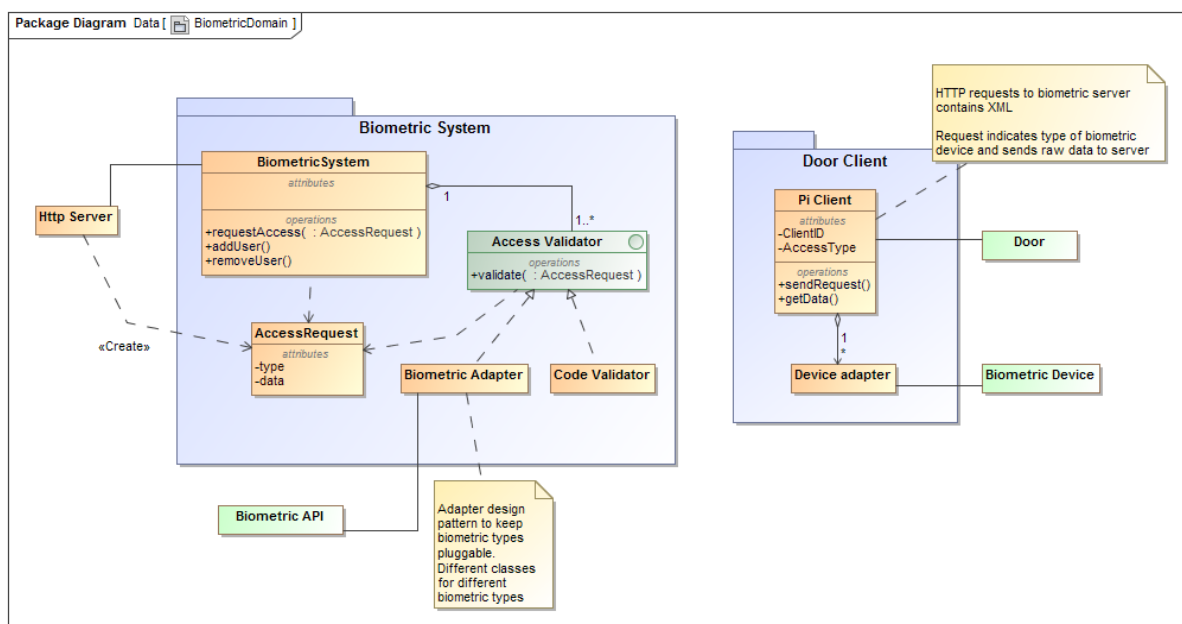 Package Diagram Data [ BiometricDomain ]
HTTP requests to biometric server
contains XML
Request indicates type of biometric
device and sends raw data to server
Biometric System
BiometricSystem
attributes
operations
+requestAccess( : AccessRequest )
+addUser()
+removeUser()
1
1..*
Http Server
Access Validator
operations
+validate( : AccessRequest )
«Create»
AccessRequest
attributes
-type
-data
Biometric Adapter
Code Validator
Biometric API
Adapter design
pattern to keep
biometric types
pluggable.
Different classes
for different
biometric types
Door Client
Pi Client
attributes
-ClientID
-AccessType
operations
+sendRequest()
+getData()
Door
1
*
Device adapter
Biometric Device